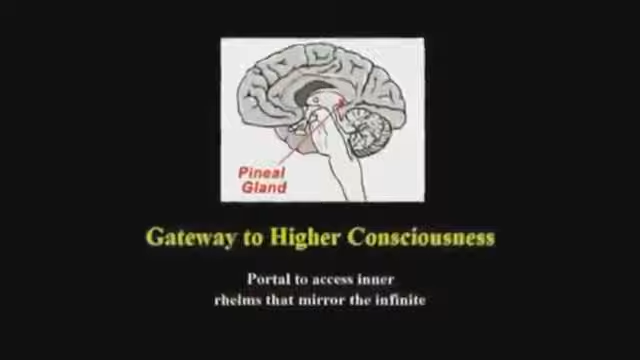 Pineal
Gland
Gateway to Higher Consciousness
Portal to access inner
rhelms that mirror the infinite